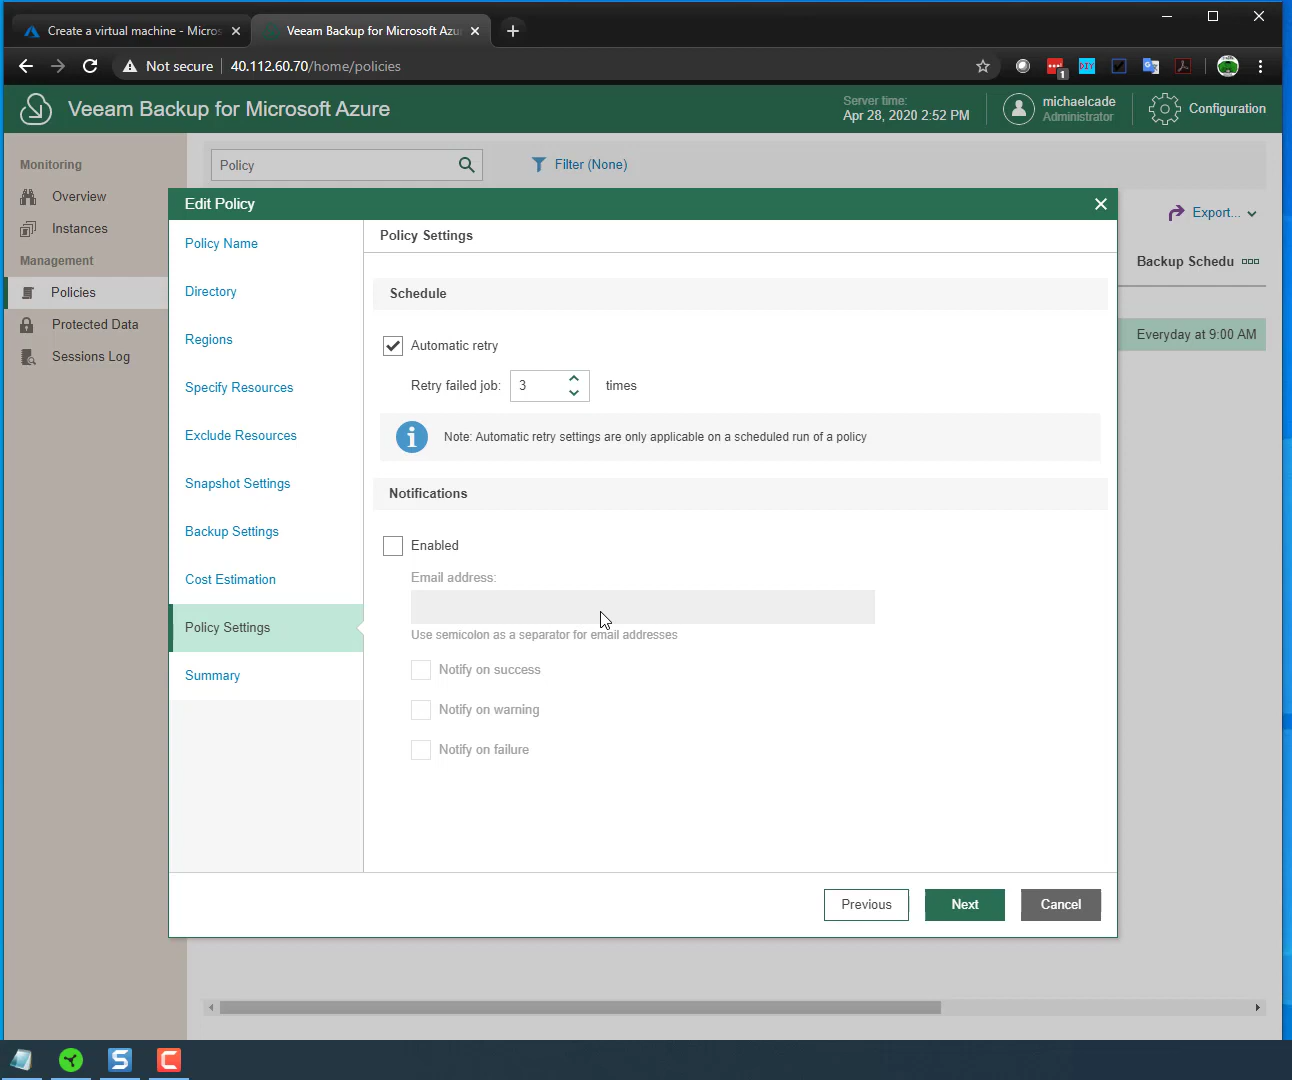 Create a virtual machine - Micros
Veeam Backup for Microsoft Azu
Not secure
40.112.60.70/home/policies
1
DIY
Veeam Backup for Microsoft Azure
Server time:
Apr 28, 2020 2:52 PM
michaelcade
Administrator
Configuration
Monitoring
Overview
Instances
Management
Policies
Protected Data
Sessions Log
Policy
Filter (None)
Export...
Backup Schedu
Everyday at 9:00 AM
Edit Policy
Policy Name
Directory
Regions
Specify Resources
Exclude Resources
Snapshot Settings
Backup Settings
Cost Estimation
Policy Settings
Summary
Policy Settings
Schedule
Automatic retry
Retry failed job: 3 times
Note: Automatic retry settings are only applicable on a scheduled run of a policy
Notifications
Enabled
Email address:
Use semicolon as a separator for email addresses
Notify on success
Notify on warning
Notify on failure
Previous
Next
Cancel